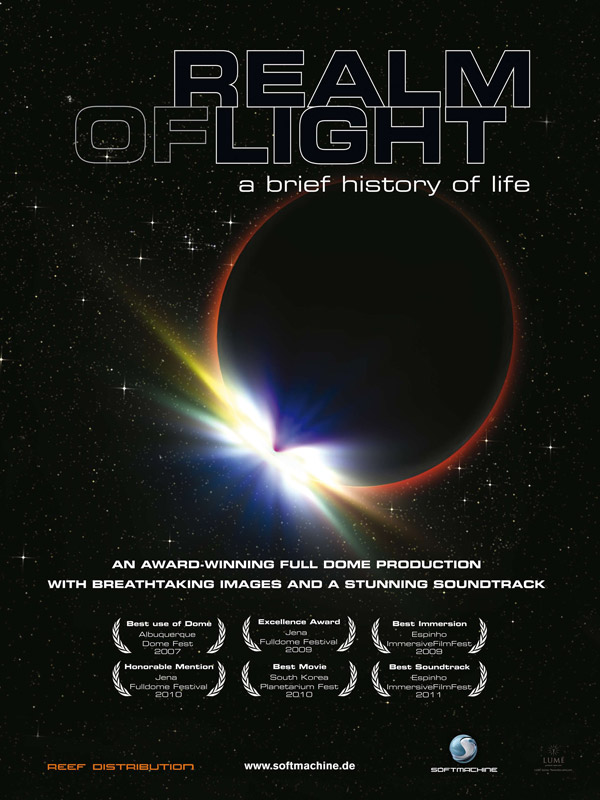 REALM
OF LIGHT
a brief history of life
AN AWARD-WINNING FULL DOME PRODUCTION
WITH BREATHTAKING IMAGES AND A STUNNING SOUNDTRACK
Best use of Dome
Albuquerque
Dome Fest
2007
Excellence Award
Jena
Fulldome Festival
2009
Best Immersion
Espinho
ImmersiveFilmFest
2009
Honorable Mention
Jena
Fulldome Festival
2010
Best Movie
South Korea
Planetarium Fest
2010
Best Soundtrack
Espinho
ImmersiveFilmFest
2011
REEF DISTRIBUTION
www.softmachine.de
SOFTMACHINE
LUMÉ